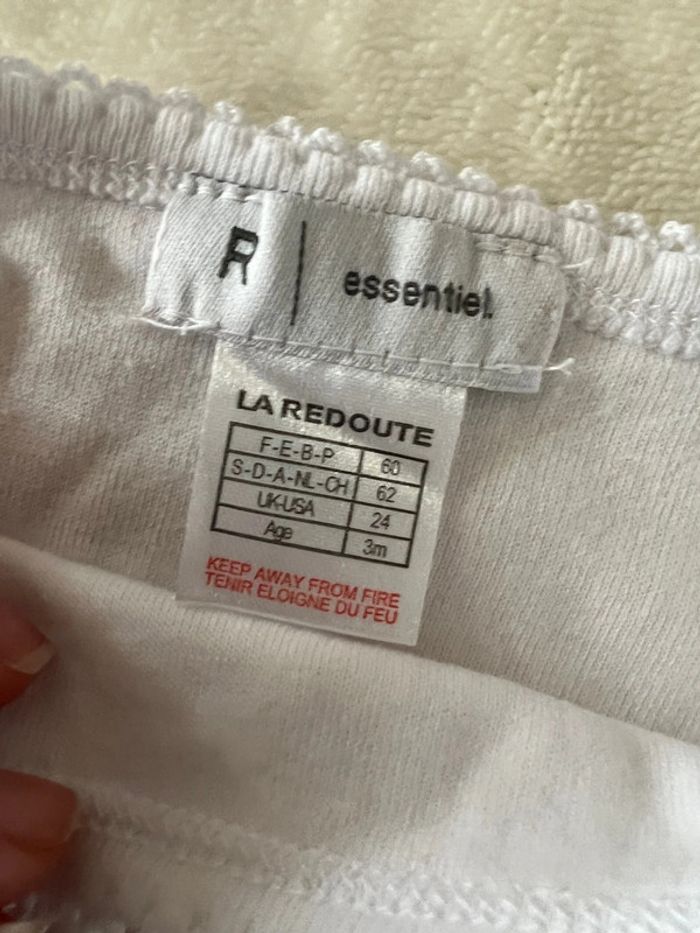 R | essentiel.
LA REDOUTE
F-E-B-P 60
S-D-A-NL-CH 62
UK-USA 24
Age 3m
KEEP AWAY FROM FIRE
TENIR ELOIGNE DU FEU